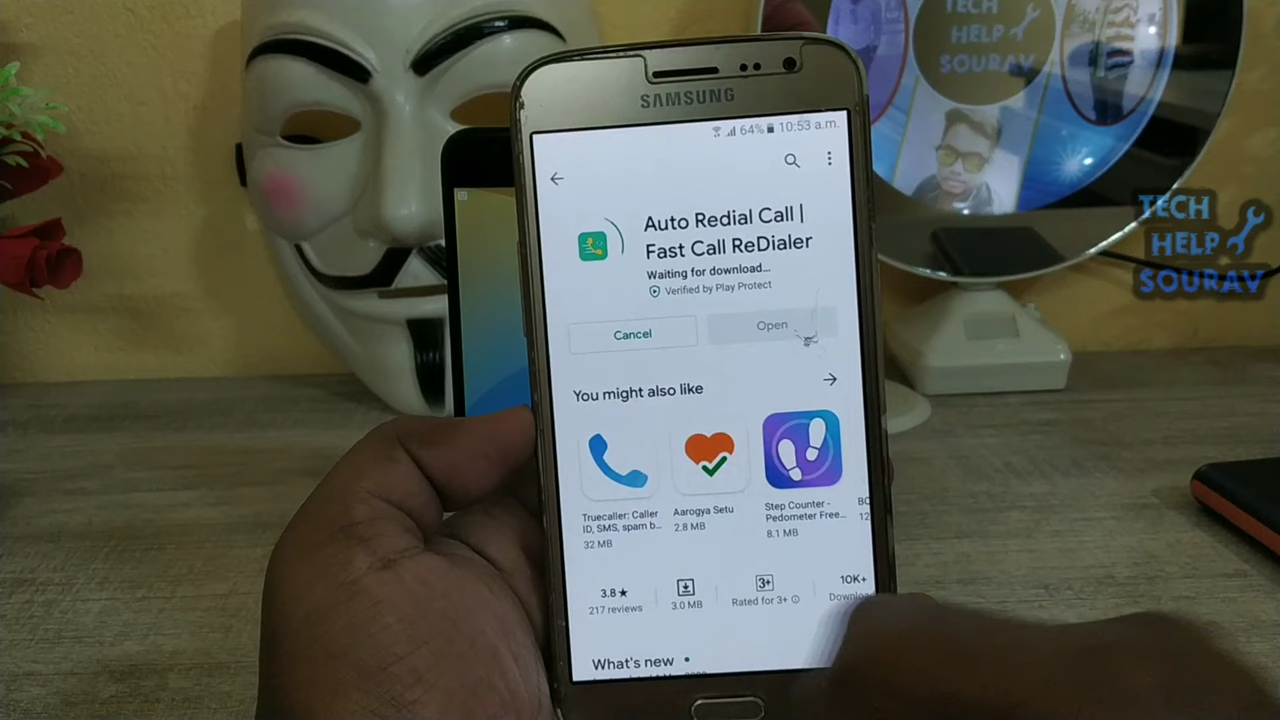 TECH
HELP
SOURAV
SAMSUNG
64% 10:53 a.m.
Auto Redial Call |
Fast Call ReDialer
Waiting for download...
Verified by Play Protect
Cancel
Open
You might also like
Truecaller: Caller
ID, SMS, spam b...
32 MB
Aarogya Setu
2.8 MB
Step Counter -
Pedometer Free...
8.1 MB
12
3.8★
217 reviews
3.0 MB
3+
Rated for 3+
10K+
What's new
TECH
HELP
SOURAV